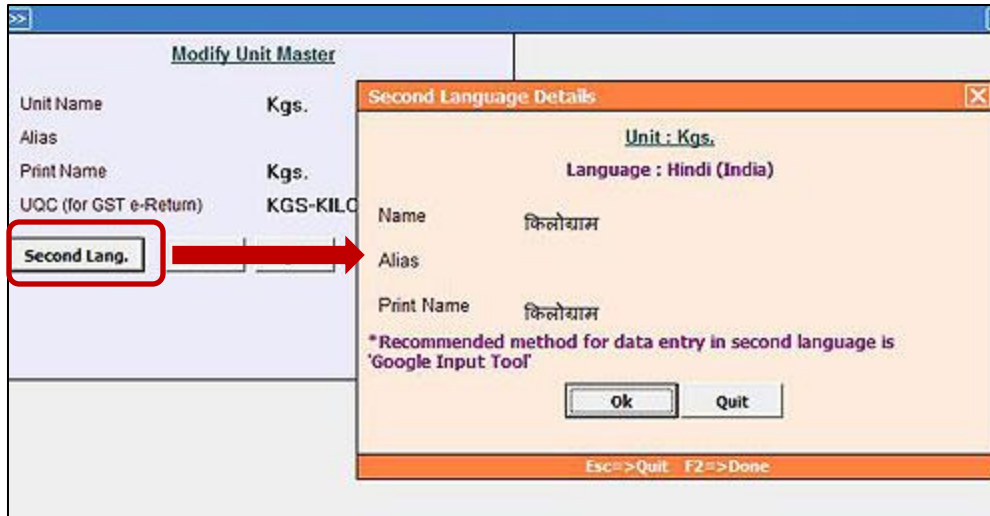 >>
Modify Unit Master
Unit Name Kgs.
Alias
Print Name Kgs.
UQC (for GST e-Return) KGS-KILO
Second Lang.
Second Language Details
Unit : Kgs.
Language : Hindi (India)
Name किलोग्राम
Alias
Print Name किलोग्राम
*Recommended method for data entry in second language is
'Google Input Tool'
Ok Quit
Esc=>Quit F2=>Done